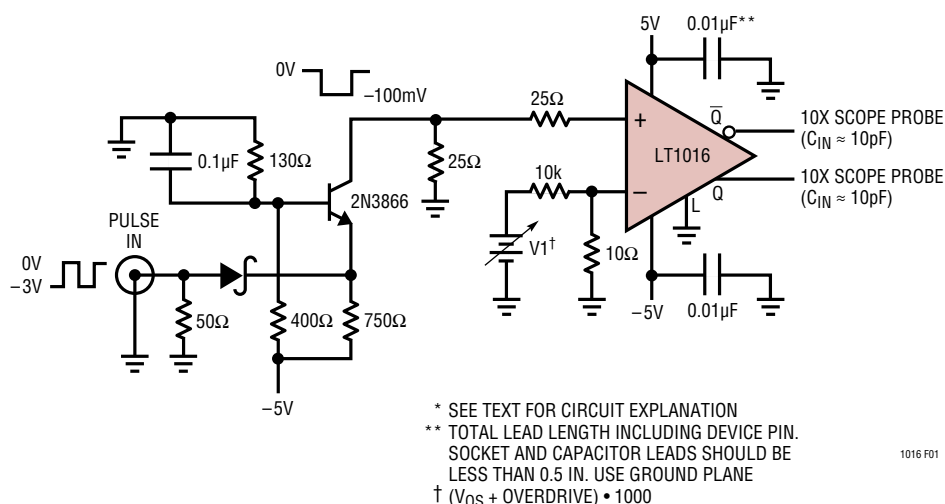 5V
0.01µF**
0V
–100mV
25Ω
+
Q̅
10X SCOPE PROBE
(CIN ≈ 10pF)
LT1016
0.1µF
130Ω
25Ω
10k
–
Q
10X SCOPE PROBE
(CIN ≈ 10pF)
2N3866
L
PULSE
IN
V1†
10Ω
0V
–3V
50Ω
400Ω
750Ω
–5V
0.01µF
–5V
* SEE TEXT FOR CIRCUIT EXPLANATION
** TOTAL LEAD LENGTH INCLUDING DEVICE PIN.
SOCKET AND CAPACITOR LEADS SHOULD BE
LESS THAN 0.5 IN. USE GROUND PLANE
† (VOS + OVERDRIVE) • 1000
1016 F01